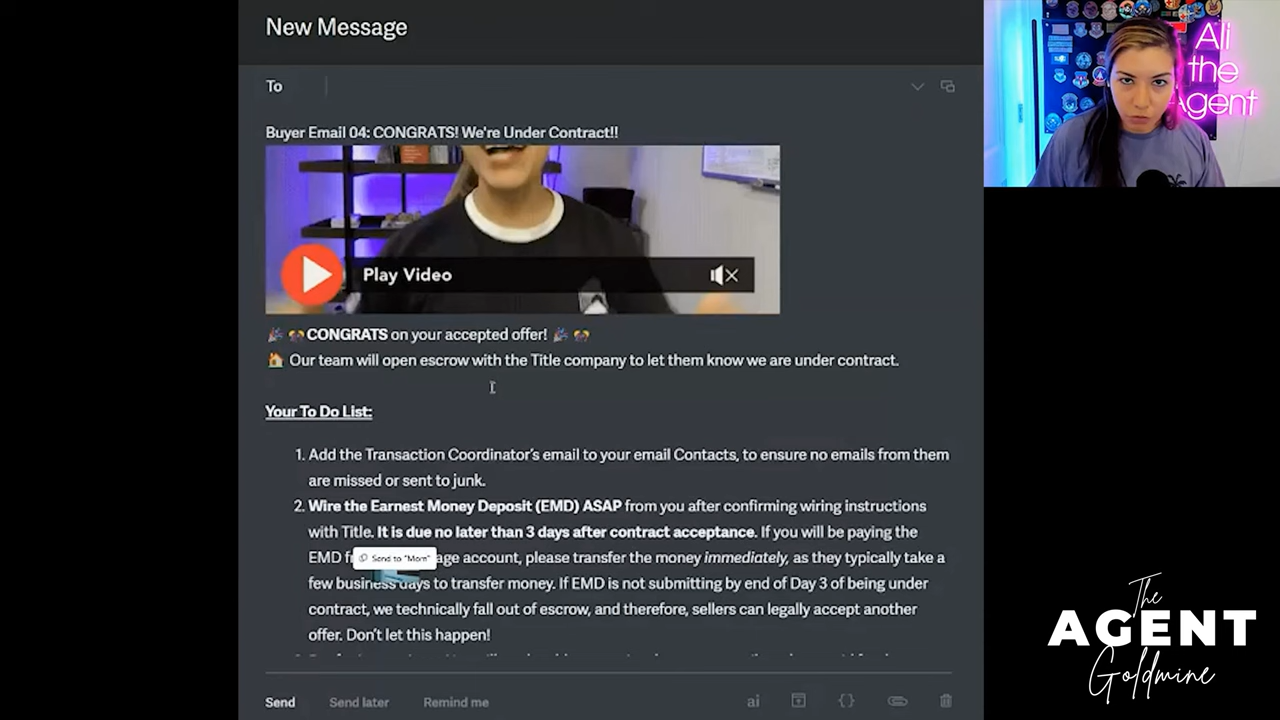 New Message
Ali
the
Agent
To
Buyer Email 04: CONGRATS! We're Under Contract!!
Play Video
🎉 🎊 CONGRATS on your accepted offer! 🎉 🎊
🏠 Our team will open escrow with the Title company to let them know we are under contract.
Your To Do List:
1. Add the Transaction Coordinator's email to your email Contacts, to ensure no emails from them
are missed or sent to junk.
2. Wire the Earnest Money Deposit (EMD) ASAP from you after confirming wiring instructions
with Title. It is due no later than 3 days after contract acceptance. If you will be paying the
EMD age account, please transfer the money immediately, as they typically take a
Send to "Mom"
few business days to transfer money. If EMD is not submitting by end of Day 3 of being under
contract, we technically fall out of escrow, and therefore, sellers can legally accept another
offer. Don't let this happen!
Send
Send later
Remind me
ai
{}
The
AGENT
Goldmine